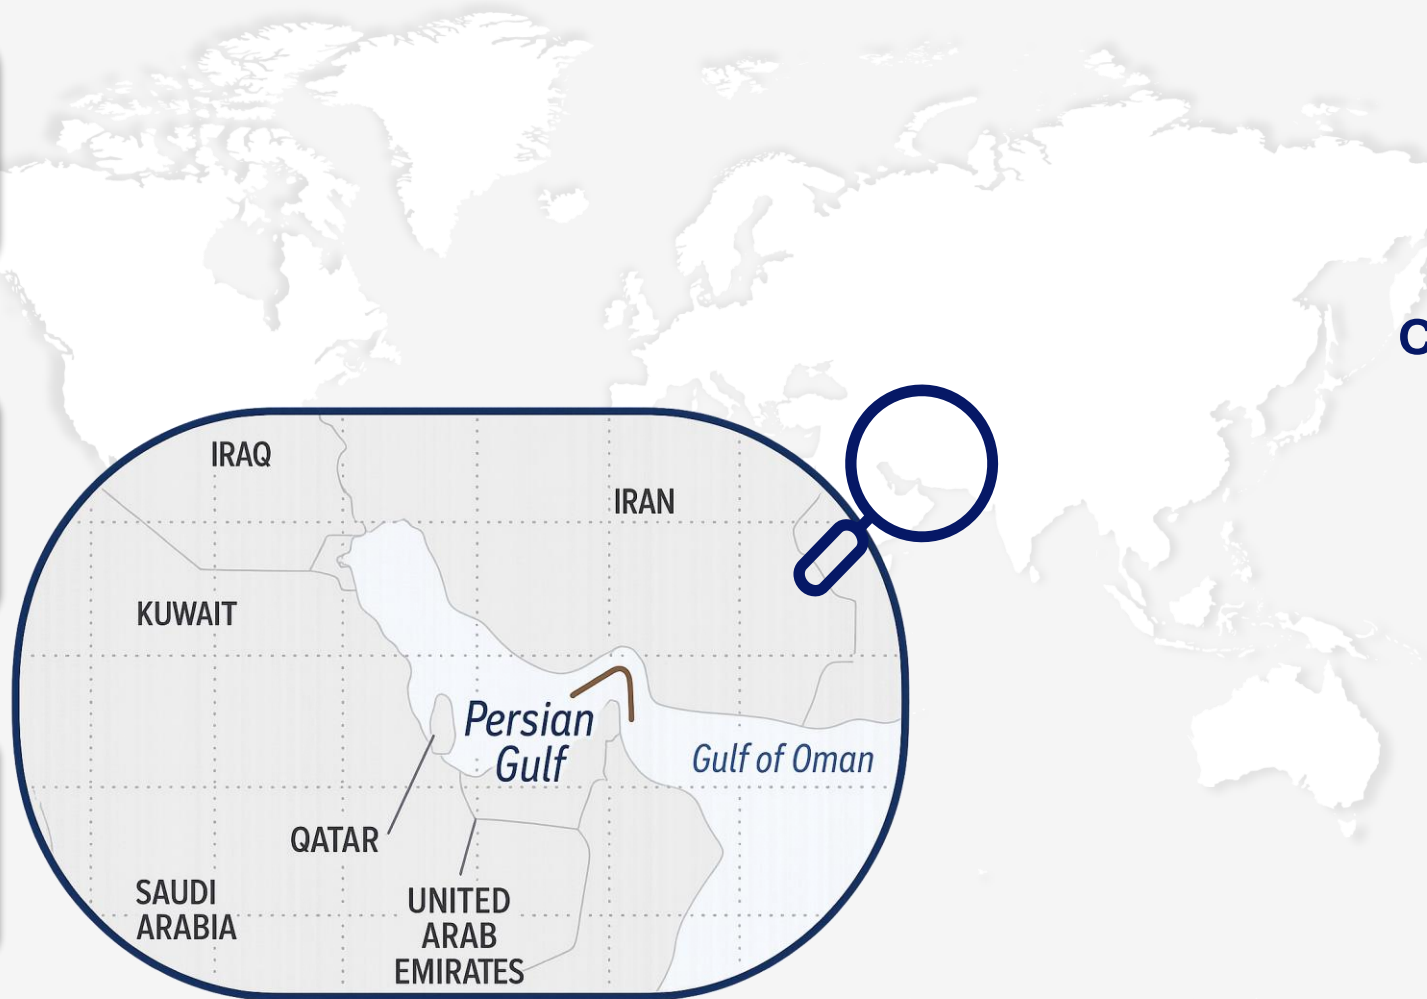 IRAQ
IRAN
KUWAIT
Persian
Gulf
Gulf of Oman
QATAR
SAUDI
ARABIA
UNITED
ARAB
EMIRATES
C